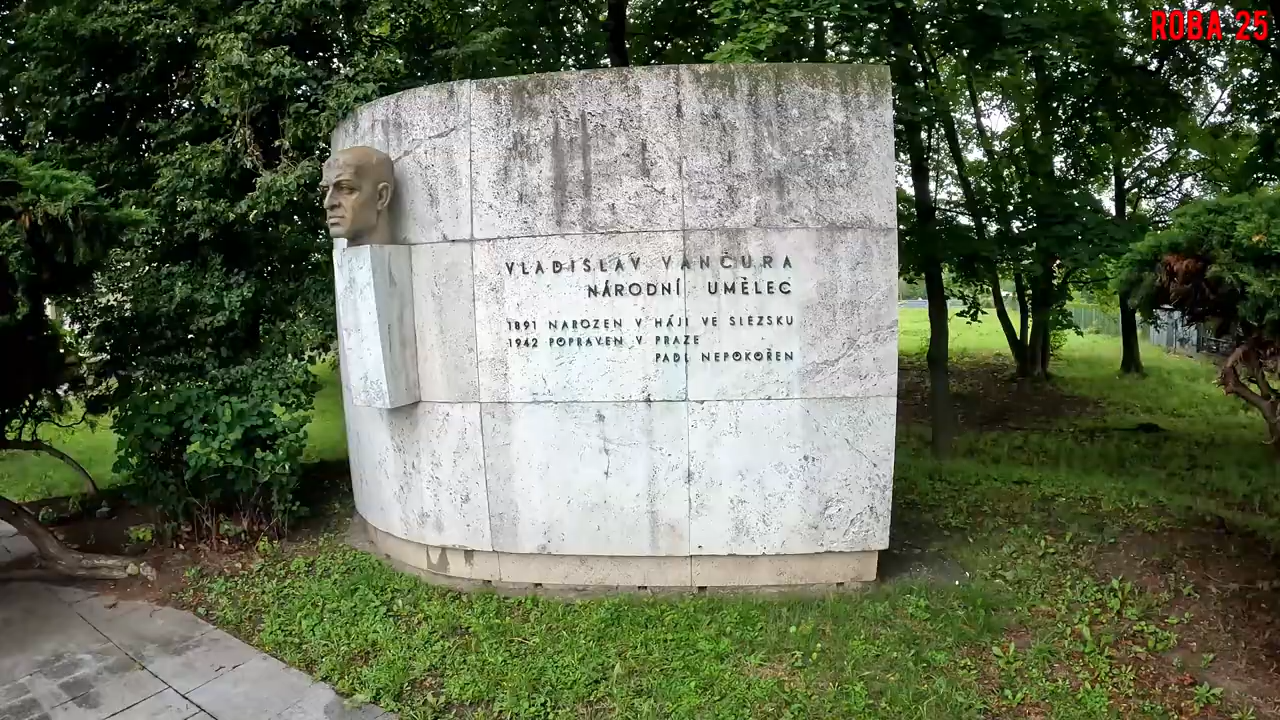 ROBA 25
VLADISLAV VANČURA
NÁRODNÍ UMĚLEC
1891 NAROZEN V HÁJI VE SLEZSKU
1942 POPRAVEN V PRAZE
PADL NEPOKOŘEN